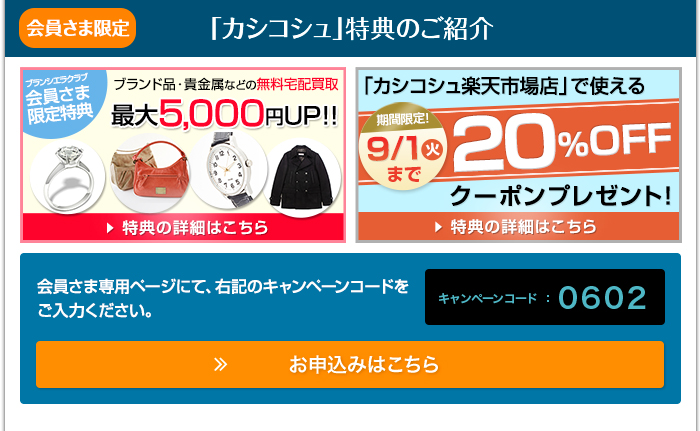 会員さま限定
「カシコシュ」特典のご紹介
ブランシエラクラブ
会員さま
限定特典
ブランド品・貴金属などの無料宅配買取
最大5,000円UP!!
特典の詳細はこちら
「カシコシュ楽天市場店」で使える
期間限定!
9/1火
まで
20%OFF
クーポンプレゼント!
特典の詳細はこちら
会員さま専用ページにて、右記のキャンペーンコードを
ご入力ください。
キャンペーンコード : 0602
お申込みはこちら